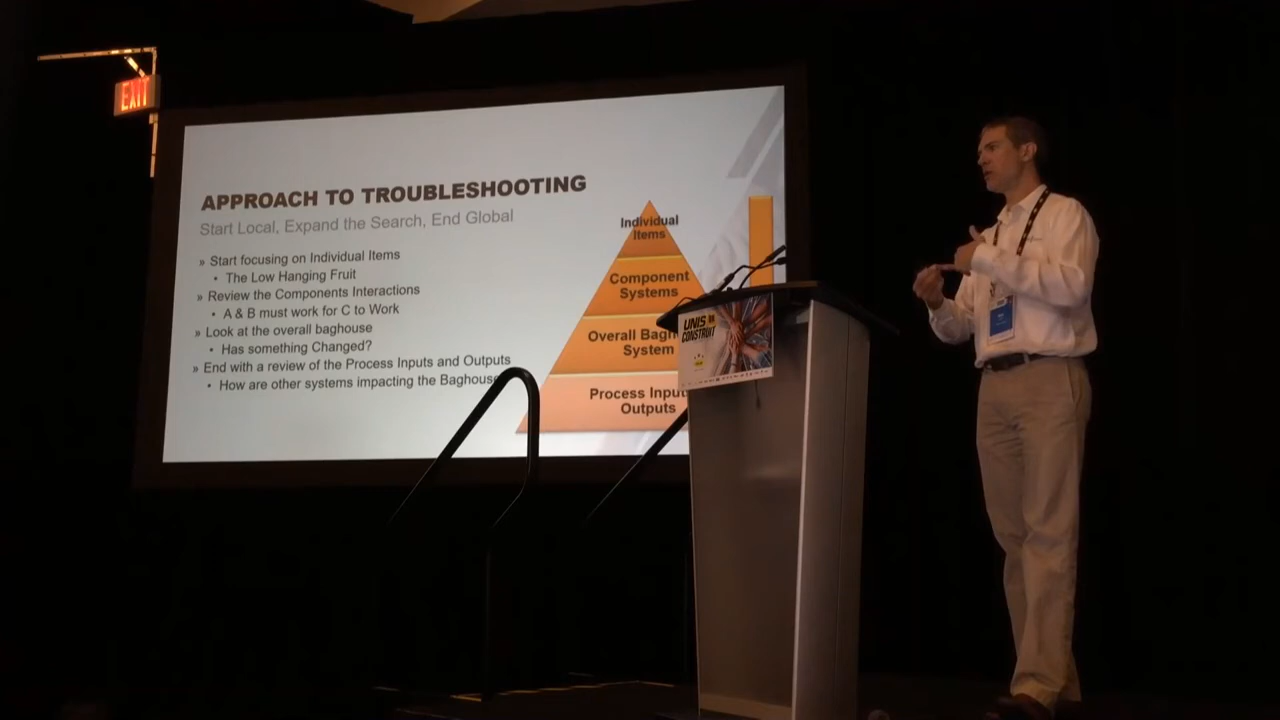 EXIT
APPROACH TO TROUBLESHOOTING
Start Local, Expand the Search, End Global
» Start focusing on Individual Items
• The Low Hanging Fruit
» Review the Components Interactions
• A & B must work for C to Work
» Look at the overall baghouse
• Has something Changed?
» End with a review of the Process Inputs and Outputs
• How are other systems impacting the Baghouse
Individual
Items
Component
Systems
Overall Bagh
System
Process Input
Outputs
UNIS
CONSTRUIT